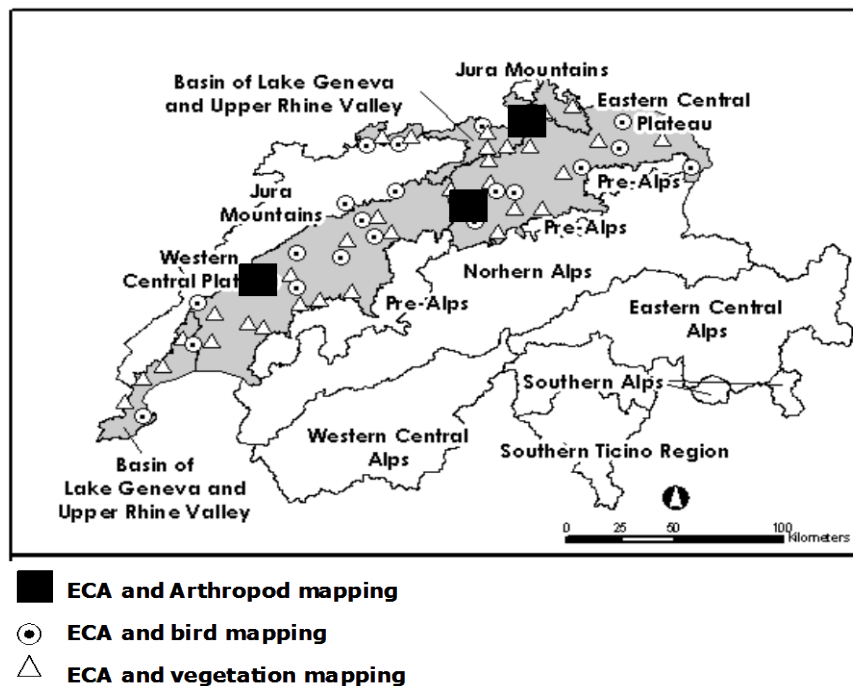 Jura Mountains
Basin of Lake Geneva
and Upper Rhine Valley
Eastern Central
Plateau
Pre-Alps
Jura
Mountains
Pre-Alps
Western
Central Plat
Norhern Alps
Pre-Alps
Eastern Central
Alps
Southern Alps
Western Central
Alps
Southern Ticino Region
Basin of
Lake Geneva and
Upper Rhine Valley
0 25 50 100
Kilometers
ECA and Arthropod mapping
ECA and bird mapping
ECA and vegetation mapping